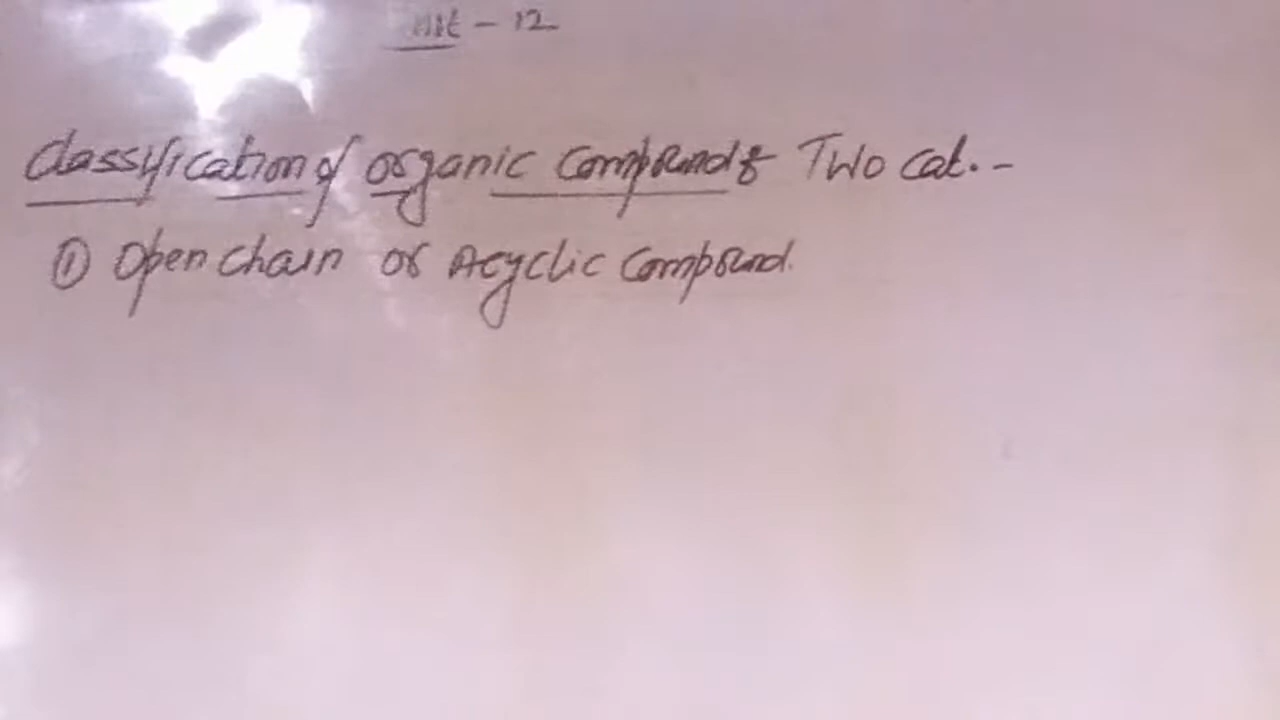 - 12
Classification of organic compounds Two cat. -
① Open chain or Acyclic compound.